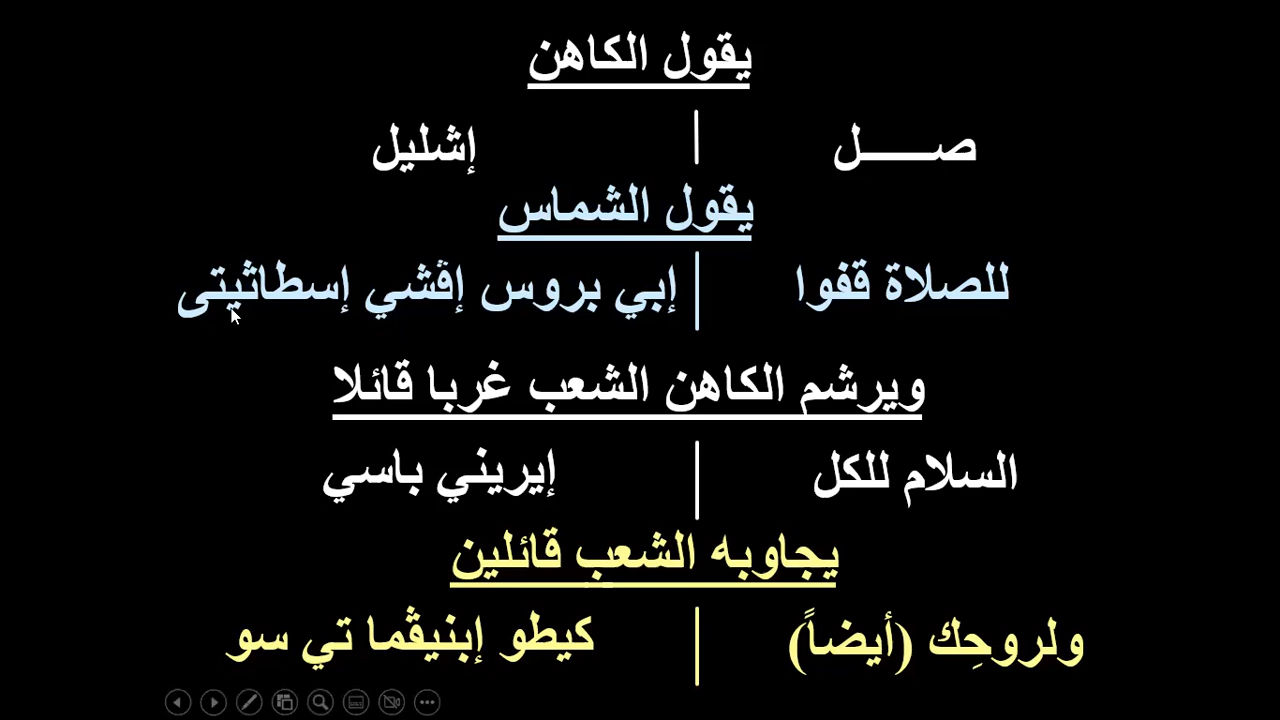 يقول الكاهن
صـــــل | إشليل
يقول الشماس
للصلاة قفوا | إبي بروس إڤشي إسطاثيتى
ويرشم الكاهن الشعب غربا قائلا
السلام للكل | إيريني باسي
يجاوبه الشعب قائلين
ولروحِك (أيضاً) | كيطو إبنيڤما تي سو